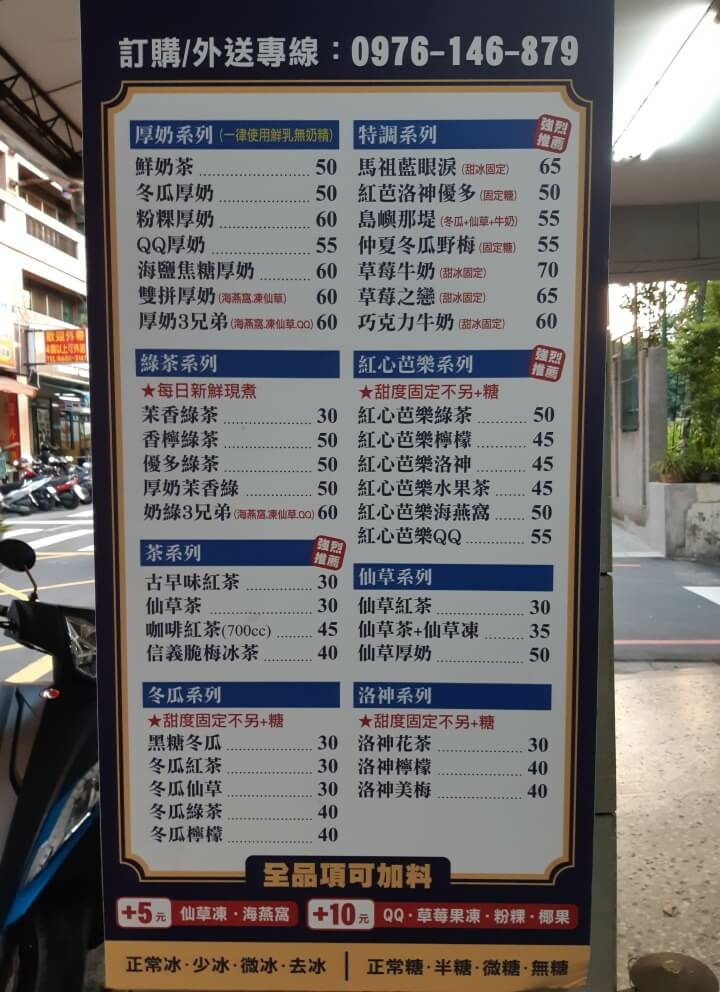 訂購/外送專線：0976-146-879
厚奶系列 (一律使用鮮乳無奶精)
鮮奶茶 50
冬瓜厚奶 50
粉粿厚奶 60
QQ厚奶 55
海鹽焦糖厚奶 60
雙拼厚奶 (海燕窩.凍仙草) 60
厚奶3兄弟 (海燕窩.凍仙草.QQ) 60
綠茶系列
★每日新鮮現煮
茉香綠茶 30
香檸綠茶 50
優多綠茶 50
厚奶茉香綠 50
奶綠3兄弟 (海燕窩.凍仙草.QQ) 60
茶系列
強烈
推薦
古早味紅茶 30
仙草茶 30
咖啡紅茶(700cc) 45
信義脆梅冰茶 40
冬瓜系列
★甜度固定不另+糖
黑糖冬瓜 30
冬瓜紅茶 30
冬瓜仙草 30
冬瓜綠茶 40
冬瓜檸檬 40
特調系列
強烈
推薦
馬祖藍眼淚 (甜冰固定) 65
紅芭洛神優多 (固定糖) 50
島嶼那堤 (冬瓜+仙草+牛奶) 55
仲夏冬瓜野梅 (固定糖) 55
草莓牛奶 (甜冰固定) 70
草莓之戀 (甜冰固定) 65
巧克力牛奶 (甜冰固定) 60
紅心芭樂系列
強烈
推薦
★甜度固定不另+糖
紅心芭樂綠茶 50
紅心芭樂檸檬 45
紅心芭樂洛神 45
紅心芭樂水果茶 45
紅心芭樂海燕窩 50
紅心芭樂QQ 55
仙草系列
仙草紅茶 30
仙草茶+仙草凍 35
仙草厚奶 50
洛神系列
★甜度固定不另+糖
洛神花茶 30
洛神檸檬 40
洛神美梅 40
全品項可加料
+5元 仙草凍·海燕窩
+10元 QQ·草莓果凍·粉粿·椰果
正常冰·少冰·微冰·去冰 | 正常糖·半糖·微糖·無糖
歡迎外帶